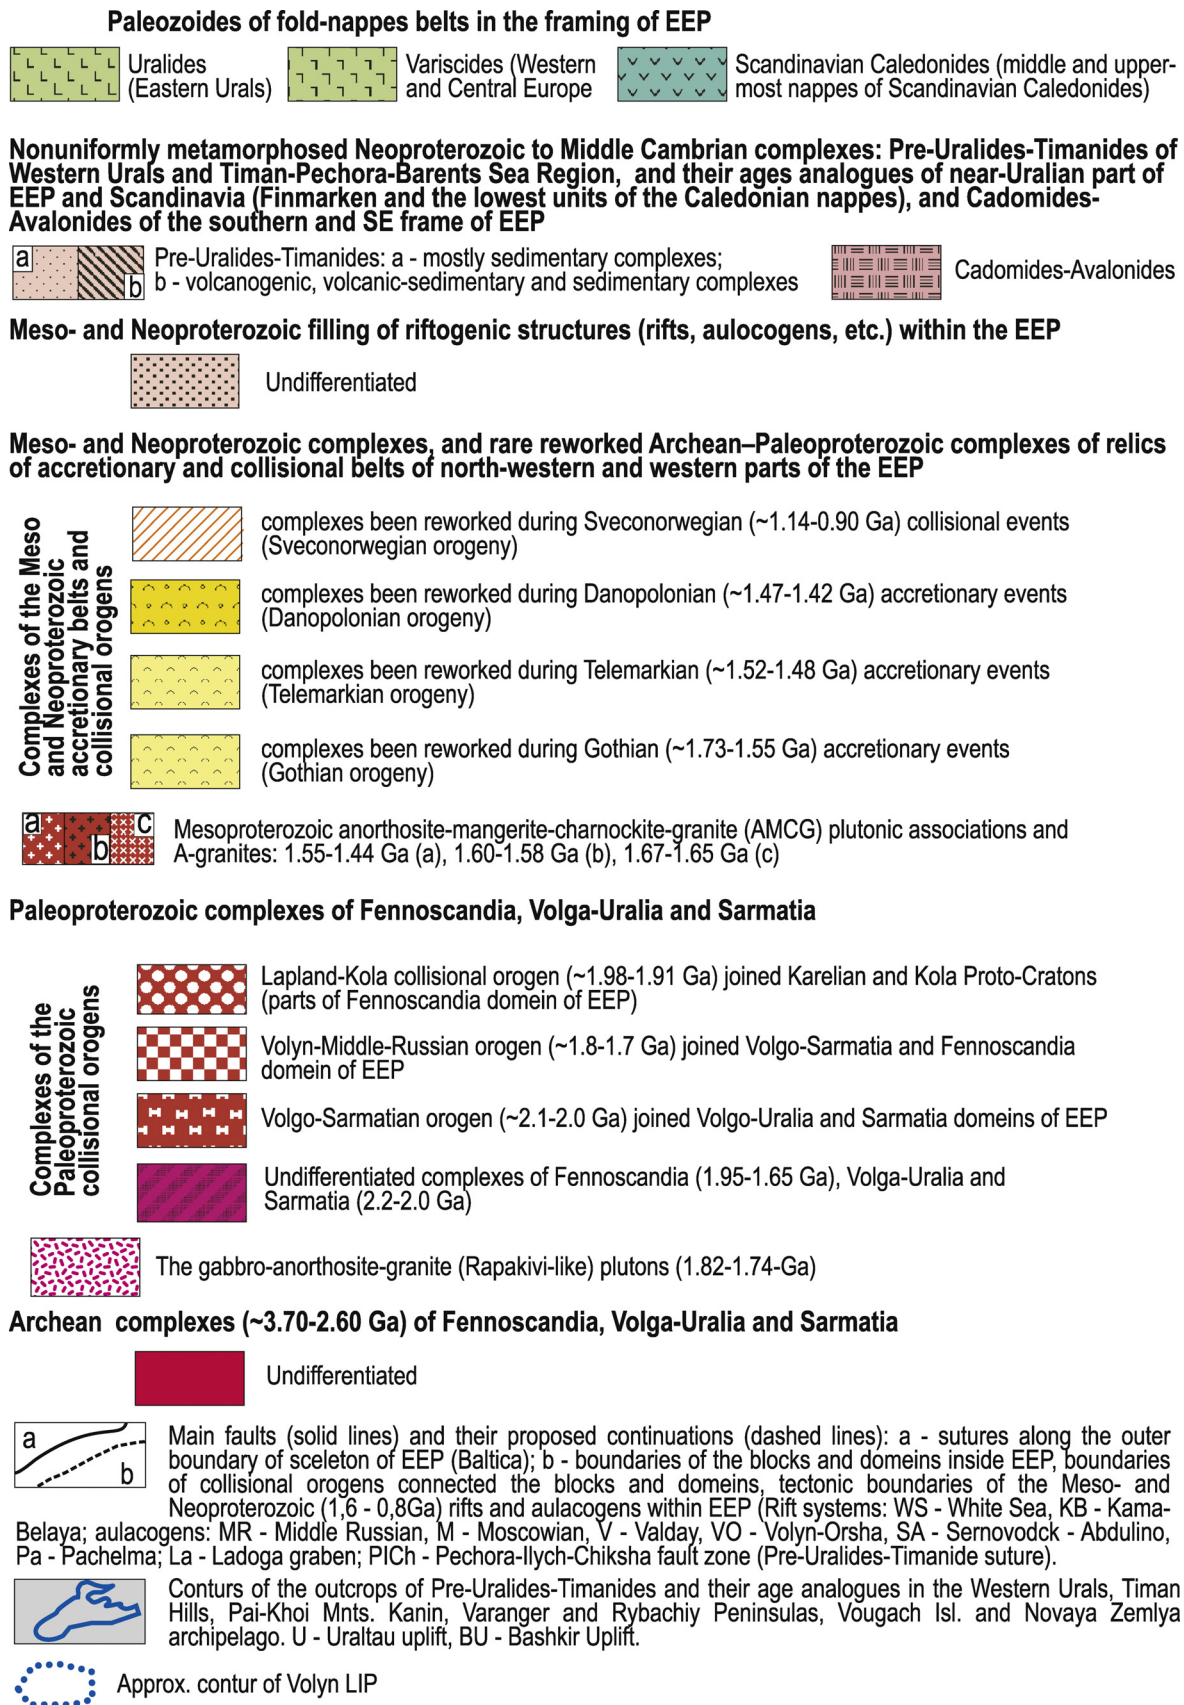 Paleozoides of fold-nappes belts in the framing of EEP
Uralides
(Eastern Urals)
Variscides (Western
and Central Europe
Scandinavian Caledonides (middle and upper-
most nappes of Scandinavian Caledonides)
Nonuniformly metamorphosed Neoproterozoic to Middle Cambrian complexes: Pre-Uralides-Timanides of
Western Urals and Timan-Pechora-Barents Sea Region, and their ages analogues of near-Uralian part of
EEP and Scandinavia (Finmarken and the lowest units of the Caledonian nappes), and Cadomides-
Avalonides of the southern and SE frame of EEP
a
b
Pre-Uralides-Timanides: a - mostly sedimentary complexes;
b - volcanogenic, volcanic-sedimentary and sedimentary complexes
Cadomides-Avalonides
Meso- and Neoproterozoic filling of riftogenic structures (rifts, aulocogens, etc.) within the EEP
Undifferentiated
Meso- and Neoproterozoic complexes, and rare reworked Archean–Paleoproterozoic complexes of relics
of accretionary and collisional belts of north-western and western parts of the EEP
Complexes of the Meso
and Neoproterozoic
accretionary belts and
collisional orogens
complexes been reworked during Sveconorwegian (~1.14-0.90 Ga) collisional events
(Sveconorwegian orogeny)
complexes been reworked during Danopolonian (~1.47-1.42 Ga) accretionary events
(Danopolonian orogeny)
complexes been reworked during Telemarkian (~1.52-1.48 Ga) accretionary events
(Telemarkian orogeny)
complexes been reworked during Gothian (~1.73-1.55 Ga) accretionary events
(Gothian orogeny)
a
b
c
Mesoproterozoic anorthosite-mangerite-charnockite-granite (AMCG) plutonic associations and
A-granites: 1.55-1.44 Ga (a), 1.60-1.58 Ga (b), 1.67-1.65 Ga (c)
Paleoproterozoic complexes of Fennoscandia, Volga-Uralia and Sarmatia
Complexes of the
Paleoproterozoic
collisional orogens
Lapland-Kola collisional orogen (~1.98-1.91 Ga) joined Karelian and Kola Proto-Cratons
(parts of Fennoscandia domein of EEP)
Volyn-Middle-Russian orogen (~1.8-1.7 Ga) joined Volgo-Sarmatia and Fennoscandia
domein of EEP
Volgo-Sarmatian orogen (~2.1-2.0 Ga) joined Volgo-Uralia and Sarmatia domeins of EEP
Undifferentiated complexes of Fennoscandia (1.95-1.65 Ga), Volga-Uralia and
Sarmatia (2.2-2.0 Ga)
The gabbro-anorthosite-granite (Rapakivi-like) plutons (1.82-1.74-Ga)
Archean complexes (~3.70-2.60 Ga) of Fennoscandia, Volga-Uralia and Sarmatia
Undifferentiated
a
b
Main faults (solid lines) and their proposed continuations (dashed lines): a - sutures along the outer
boundary of sceleton of EEP (Baltica); b - boundaries of the blocks and domeins inside EEP, boundaries
of collisional orogens connected the blocks and domeins, tectonic boundaries of the Meso- and
Neoproterozoic (1,6 - 0,8Ga) rifts and aulacogens within EEP (Rift systems: WS - White Sea, KB - Kama-
Belaya; aulacogens: MR - Middle Russian, M - Moscowian, V - Valday, VO - Volyn-Orsha, SA - Sernovodck - Abdulino,
Pa - Pachelma; La - Ladoga graben; PICh - Pechora-Ilych-Chiksha fault zone (Pre-Uralides-Timanide suture).
Conturs of the outcrops of Pre-Uralides-Timanides and their age analogues in the Western Urals, Timan
Hills, Pai-Khoi Mnts. Kanin, Varanger and Rybachiy Peninsulas, Vougach Isl. and Novaya Zemlya
archipelago. U - Uraltau uplift, BU - Bashkir Uplift.
Approx. contur of Volyn LIP